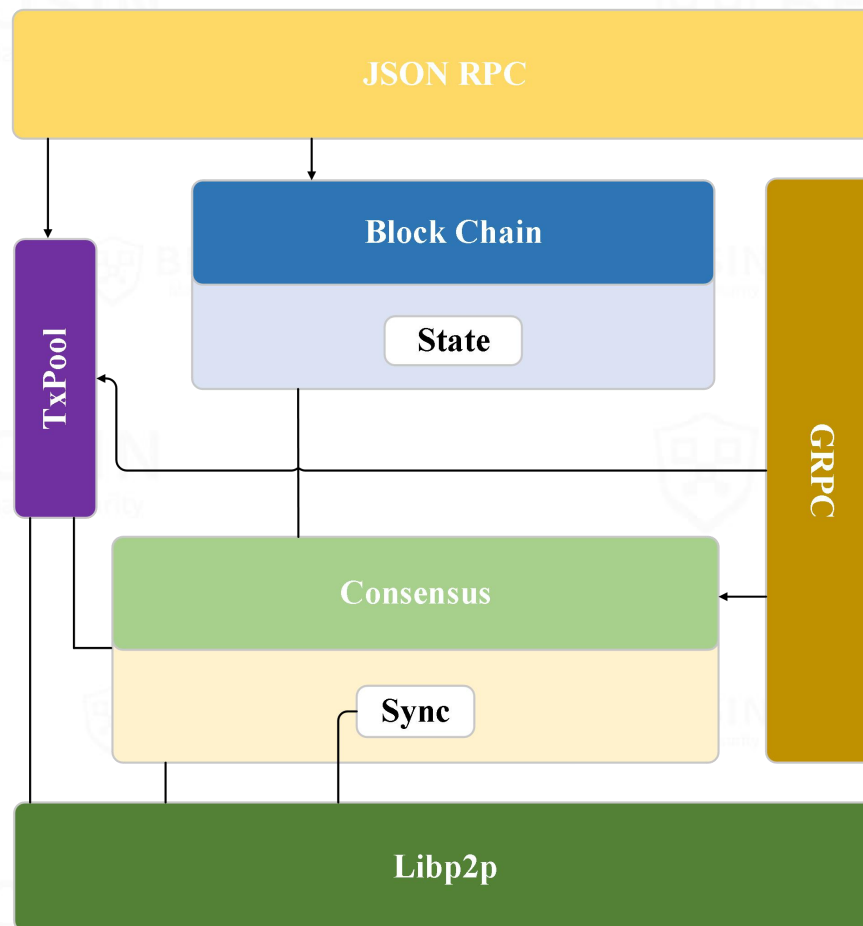 JSON RPC
Block Chain
State
TxPool
GRPC
Consensus
Sync
Libp2p